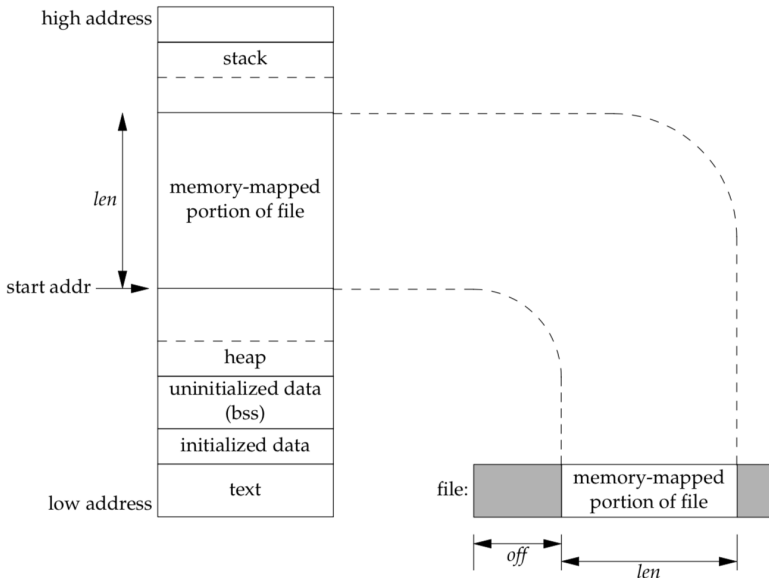 high address
stack
len
memory-mapped
portion of file
start addr
heap
uninitialized data
(bss)
initialized data
low address
text
file:
memory-mapped
portion of file
off
len